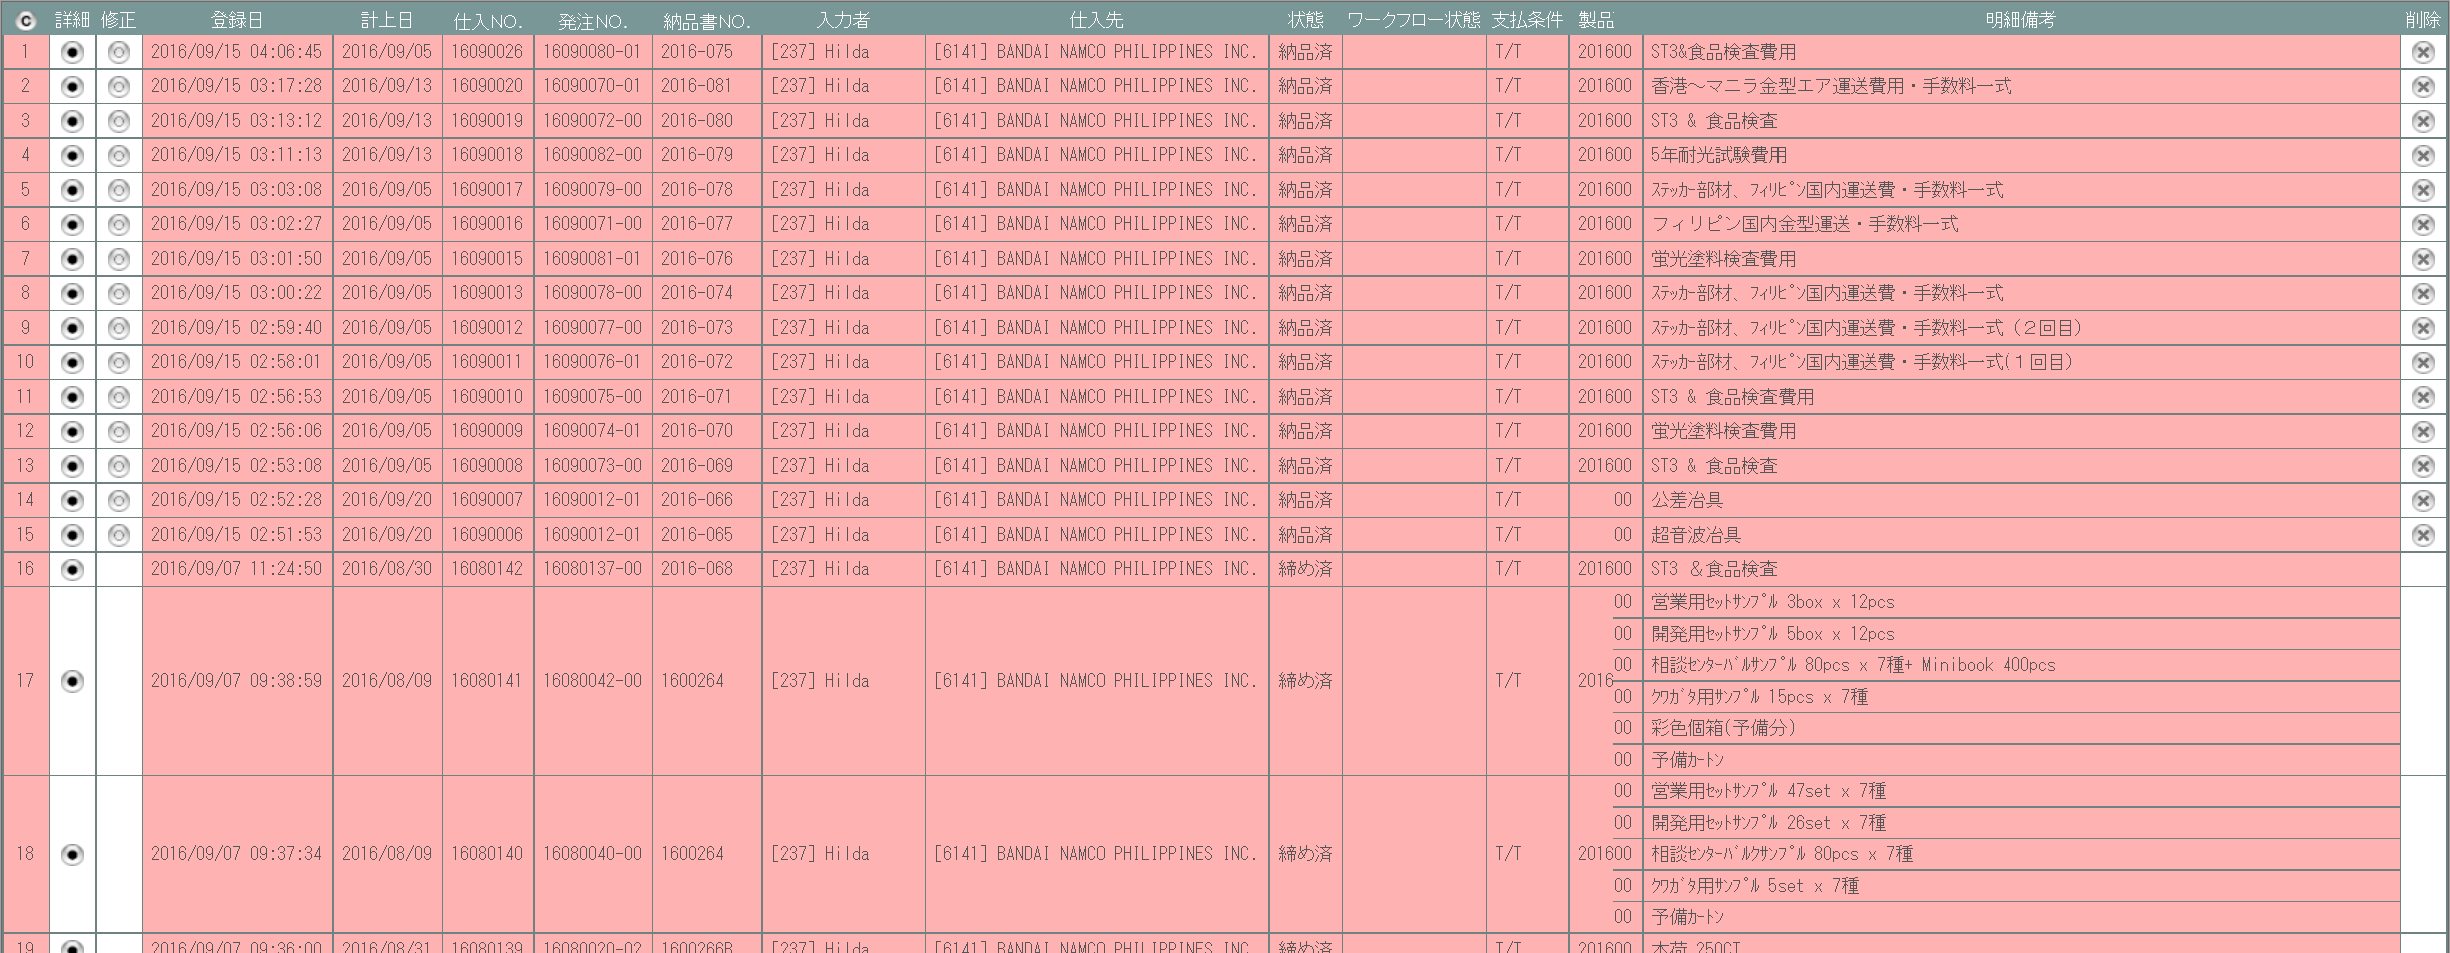 C 詳細 修正 登録日 計上日 仕入NO. 発注NO. 納品書NO. 入力者 仕入先 状態 ワークフロー状態 支払条件 製品 明細備考 削除
1 2016/09/15 04:06:45 2016/09/05 16090026 16090080-01 2016-075 [237] Hilda [6141] BANDAI NAMCO PHILIPPINES INC. 納品済 T/T 201600 ST3&食品検査費用
2 2016/09/15 03:17:28 2016/09/13 16090020 16090070-01 2016-081 [237] Hilda [6141] BANDAI NAMCO PHILIPPINES INC. 納品済 T/T 201600 香港～マニラ金型エア運送費用・手数料一式
3 2016/09/15 03:13:12 2016/09/13 16090019 16090072-00 2016-080 [237] Hilda [6141] BANDAI NAMCO PHILIPPINES INC. 納品済 T/T 201600 ST3 & 食品検査
4 2016/09/15 03:11:13 2016/09/13 16090018 16090082-00 2016-079 [237] Hilda [6141] BANDAI NAMCO PHILIPPINES INC. 納品済 T/T 201600 5年耐光試験費用
5 2016/09/15 03:03:08 2016/09/05 16090017 16090079-00 2016-078 [237] Hilda [6141] BANDAI NAMCO PHILIPPINES INC. 納品済 T/T 201600 ｽﾃｯｶｰ部材、ﾌｨﾘﾋﾟﾝ国内運送費・手数料一式
6 2016/09/15 03:02:27 2016/09/05 16090016 16090071-00 2016-077 [237] Hilda [6141] BANDAI NAMCO PHILIPPINES INC. 納品済 T/T 201600 フィリピン国内金型運送・手数料一式
7 2016/09/15 03:01:50 2016/09/05 16090015 16090081-01 2016-076 [237] Hilda [6141] BANDAI NAMCO PHILIPPINES INC. 納品済 T/T 201600 蛍光塗料検査費用
8 2016/09/15 03:00:22 2016/09/05 16090013 16090078-00 2016-074 [237] Hilda [6141] BANDAI NAMCO PHILIPPINES INC. 納品済 T/T 201600 ｽﾃｯｶｰ部材、ﾌｨﾘﾋﾟﾝ国内運送費・手数料一式
9 2016/09/15 02:59:40 2016/09/05 16090012 16090077-00 2016-073 [237] Hilda [6141] BANDAI NAMCO PHILIPPINES INC. 納品済 T/T 201600 ｽﾃｯｶｰ部材、ﾌｨﾘﾋﾟﾝ国内運送費・手数料一式（２回目）
10 2016/09/15 02:58:01 2016/09/05 16090011 16090076-01 2016-072 [237] Hilda [6141] BANDAI NAMCO PHILIPPINES INC. 納品済 T/T 201600 ｽﾃｯｶｰ部材、ﾌｨﾘﾋﾟﾝ国内運送費・手数料一式(１回目)
11 2016/09/15 02:56:53 2016/09/05 16090010 16090075-00 2016-071 [237] Hilda [6141] BANDAI NAMCO PHILIPPINES INC. 納品済 T/T 201600 ST3 & 食品検査費用
12 2016/09/15 02:56:06 2016/09/05 16090009 16090074-01 2016-070 [237] Hilda [6141] BANDAI NAMCO PHILIPPINES INC. 納品済 T/T 201600 蛍光塗料検査費用
13 2016/09/15 02:53:08 2016/09/05 16090008 16090073-00 2016-069 [237] Hilda [6141] BANDAI NAMCO PHILIPPINES INC. 納品済 T/T 201600 ST3 & 食品検査
14 2016/09/15 02:52:28 2016/09/20 16090007 16090012-01 2016-066 [237] Hilda [6141] BANDAI NAMCO PHILIPPINES INC. 納品済 T/T 00 公差冶具
15 2016/09/15 02:51:53 2016/09/20 16090006 16090012-01 2016-065 [237] Hilda [6141] BANDAI NAMCO PHILIPPINES INC. 納品済 T/T 00 超音波冶具
16 2016/09/07 11:24:50 2016/08/30 16080142 16080137-00 2016-068 [237] Hilda [6141] BANDAI NAMCO PHILIPPINES INC. 締め済 T/T 201600 ST3 ＆食品検査
00 営業用ｾｯﾄｻﾝﾌﾟﾙ 3box x 12pcs
00 開発用ｾｯﾄｻﾝﾌﾟﾙ 5box x 12pcs
00 相談ｾﾝﾀｰﾊﾞﾙｻﾝﾌﾟﾙ 80pcs x 7種+ Minibook 400pcs
17 2016/09/07 09:38:59 2016/08/09 16080141 16080042-00 1600264 [237] Hilda [6141] BANDAI NAMCO PHILIPPINES INC. 締め済 T/T 2016
00 ｸﾜｶﾞﾀ用ｻﾝﾌﾟﾙ 15pcs x 7種
00 彩色個箱(予備分)
00 予備ｶｰﾄﾝ
00 営業用ｾｯﾄｻﾝﾌﾟﾙ 47set x 7種
00 開発用ｾｯﾄｻﾝﾌﾟﾙ 26set x 7種
18 2016/09/07 09:37:34 2016/08/09 16080140 16080040-00 1600264 [237] Hilda [6141] BANDAI NAMCO PHILIPPINES INC. 締め済 T/T 201600 相談ｾﾝﾀｰﾊﾞﾙｸｻﾝﾌﾟﾙ 80pcs x 7種
00 ｸﾜｶﾞﾀ用ｻﾝﾌﾟﾙ 5set x 7種
00 予備ｶｰﾄﾝ
19 2016/09/07 09:36:00 2016/08/31 16080139 16080020-02 1600266B [237] Hilda [6141] BANDAI NAMCO PHILIPPINES INC. 締め済 T/T 201600 本荷 250CT